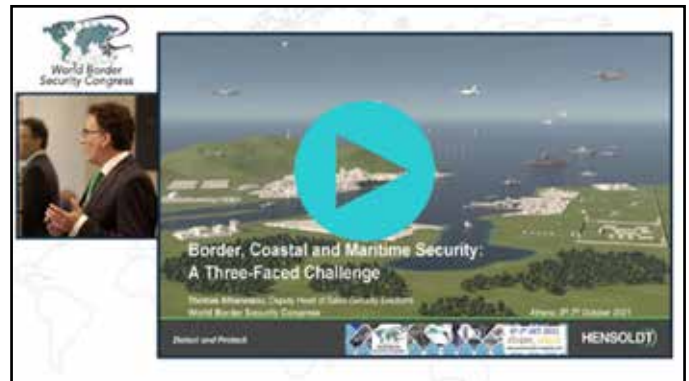 World Border
Security Congress
Border, Coastal and Maritime Security:
A Three-Faced Challenge
Deputy Head of Sales Security Solutions
World Border Security Congress
Athens, October 2021
Detect and Protect
HENSOLDT